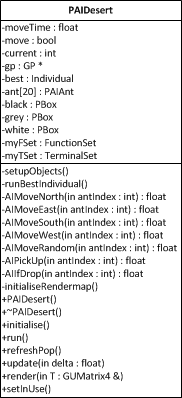 PAIDesert
-moveTime : float
-move : bool
-current : int
-gp : GP *
-best : Individual
-ant[20] : PAIAnt
-black : PBox
-grey : PBox
-white : PBox
-myFSet : FunctionSet
-myTSet : TerminalSet
-setupObjects()
-runBestIndividual()
-AIMoveNorth(in antIndex : int) : float
-AIMoveEast(in antIndex : int) : float
-AIMoveSouth(in antIndex : int) : float
-AIMoveWest(in antIndex : int) : float
-AIMoveRandom(in antIndex : int) : float
-AIPickUp(in antIndex : int) : float
-AIIfDrop(in antIndex : int) : float
-initialiseRendermap()
+PAIDesert()
+~PAIDesert()
+initialise()
+run()
+refreshPop()
+update(in delta : float)
+render(in T : GUMatrix4 &)
+setInUse()